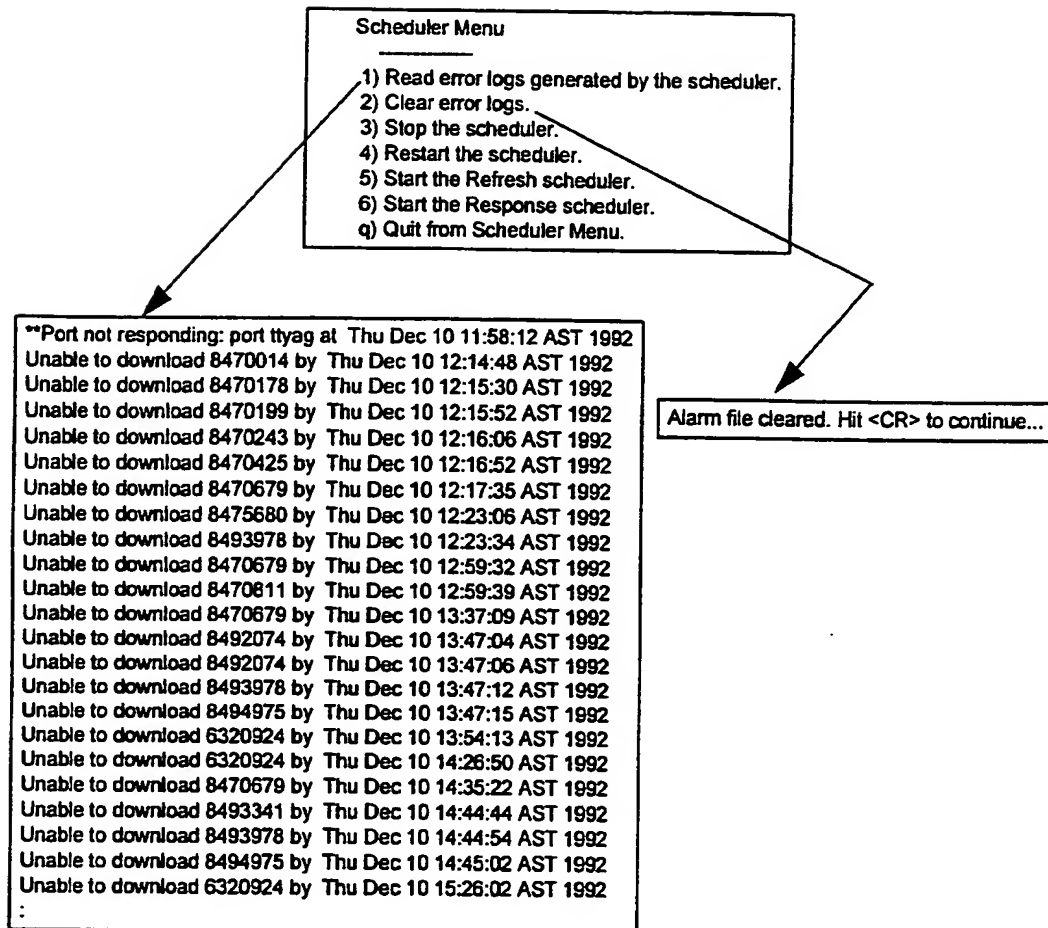 Scheduler Menu
1) Read error logs generated by the scheduler.
2) Clear error logs.
3) Stop the scheduler.
4) Restart the scheduler.
5) Start the Refresh scheduler.
6) Start the Response scheduler.
q) Quit from Scheduler Menu.
**Port not responding: port ttyag at Thu Dec 10 11:58:12 AST 1992
Unable to download 8470014 by Thu Dec 10 12:14:48 AST 1992
Unable to download 8470178 by Thu Dec 10 12:15:30 AST 1992
Unable to download 8470199 by Thu Dec 10 12:15:52 AST 1992
Unable to download 8470243 by Thu Dec 10 12:16:06 AST 1992
Unable to download 8470425 by Thu Dec 10 12:16:52 AST 1992
Unable to download 8470679 by Thu Dec 10 12:17:35 AST 1992
Unable to download 8475680 by Thu Dec 10 12:23:06 AST 1992
Unable to download 8493978 by Thu Dec 10 12:23:34 AST 1992
Unable to download 8470679 by Thu Dec 10 12:59:32 AST 1992
Unable to download 8470811 by Thu Dec 10 12:59:39 AST 1992
Unable to download 8470679 by Thu Dec 10 13:37:09 AST 1992
Unable to download 8492074 by Thu Dec 10 13:47:04 AST 1992
Unable to download 8492074 by Thu Dec 10 13:47:06 AST 1992
Unable to download 8493978 by Thu Dec 10 13:47:12 AST 1992
Unable to download 8494975 by Thu Dec 10 13:47:15 AST 1992
Unable to download 6320924 by Thu Dec 10 13:54:13 AST 1992
Unable to download 6320924 by Thu Dec 10 14:26:50 AST 1992
Unable to download 8470679 by Thu Dec 10 14:35:22 AST 1992
Unable to download 8493341 by Thu Dec 10 14:44:44 AST 1992
Unable to download 8493978 by Thu Dec 10 14:44:54 AST 1992
Unable to download 8494975 by Thu Dec 10 14:45:02 AST 1992
Unable to download 6320924 by Thu Dec 10 15:26:02 AST 1992
:
Alarm file cleared. Hit <CR> to continue...